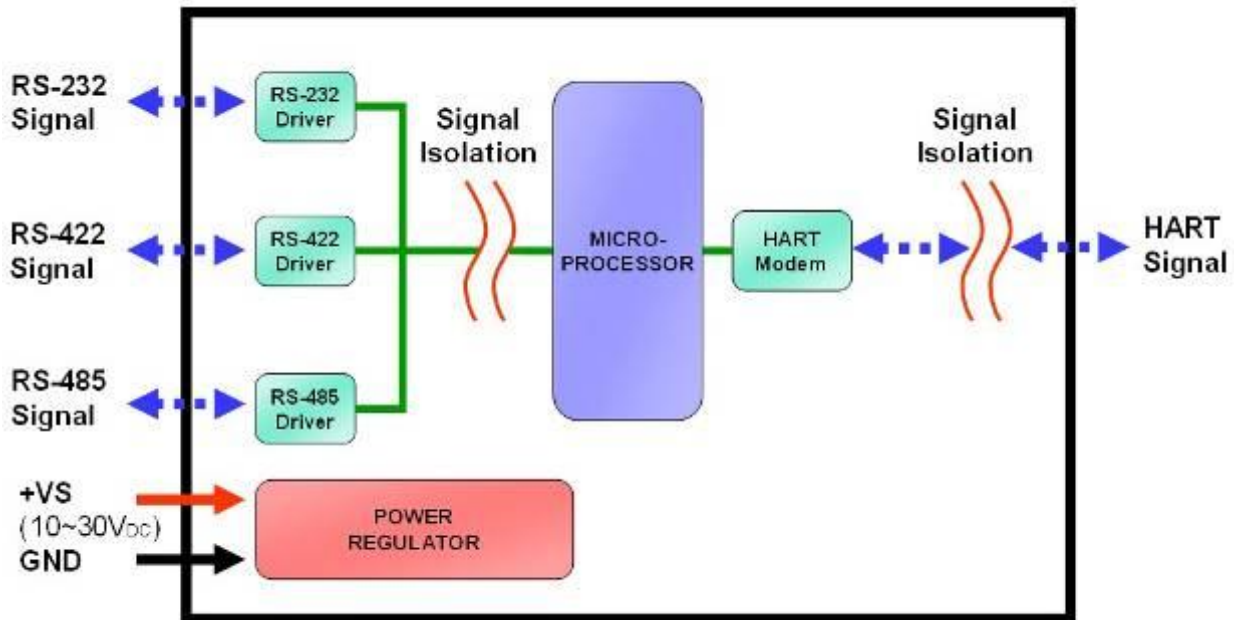 RS-232
Signal
RS-232
Driver
Signal
Isolation
MICRO-
PROCESSOR
Signal
Isolation
RS-422
Signal
RS-422
Driver
HART
Modem
HART
Signal
RS-485
Signal
RS-485
Driver
+VS
(10~30VDC)
GND
POWER
REGULATOR